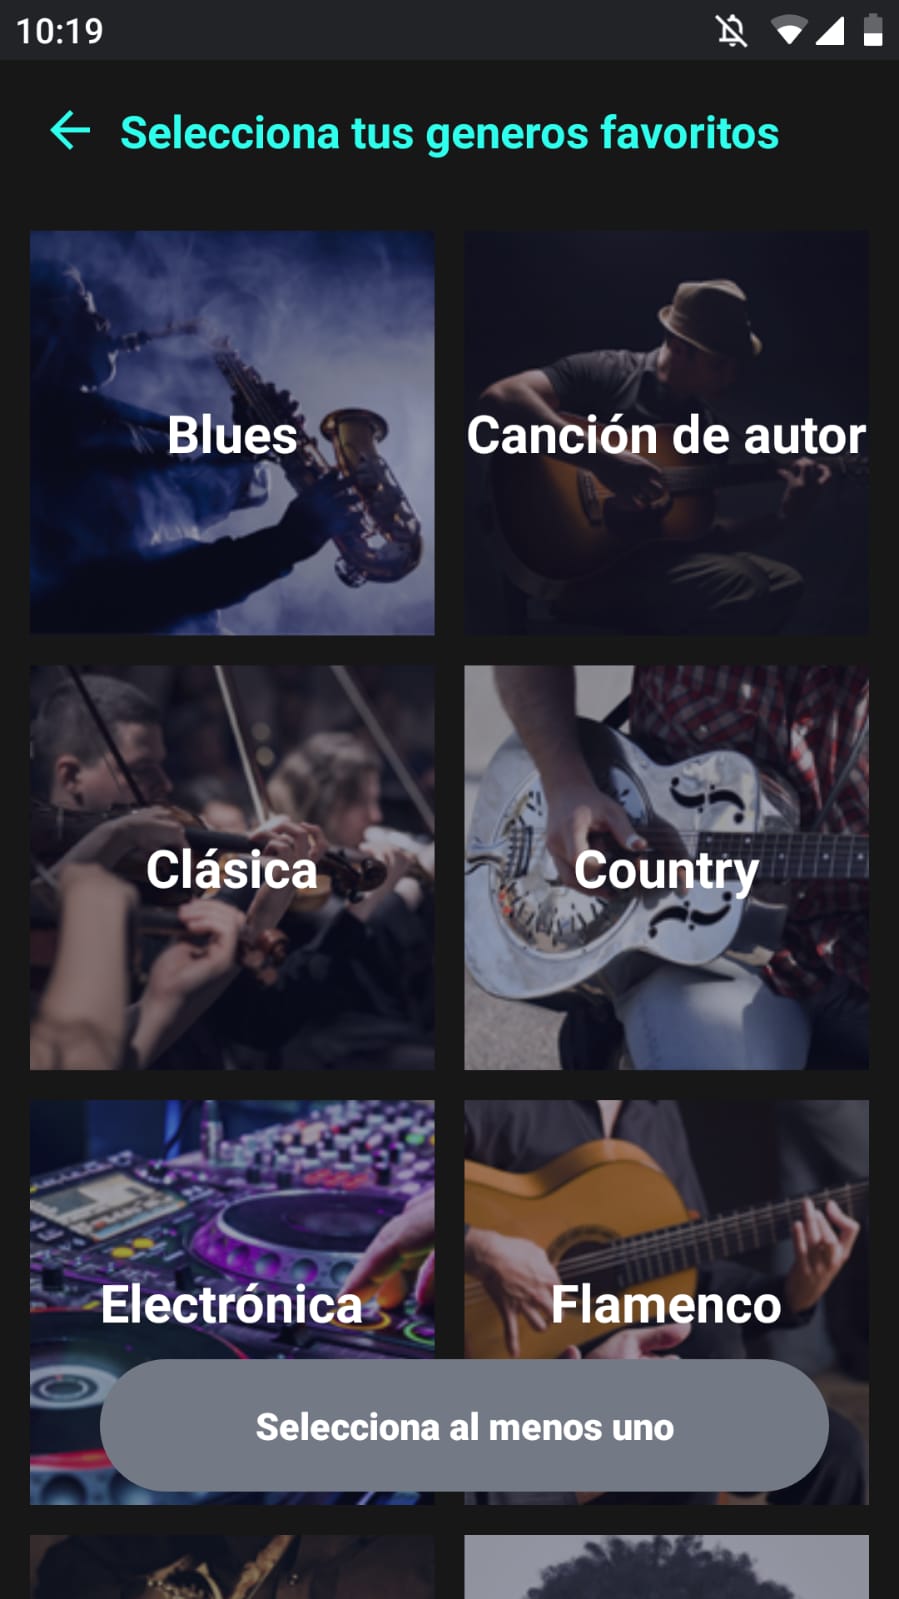 10:19
Selecciona tus generos favoritos
Blues
Canción de autor
Clásica
Country
Electrónica
Flamenco
Selecciona al menos uno